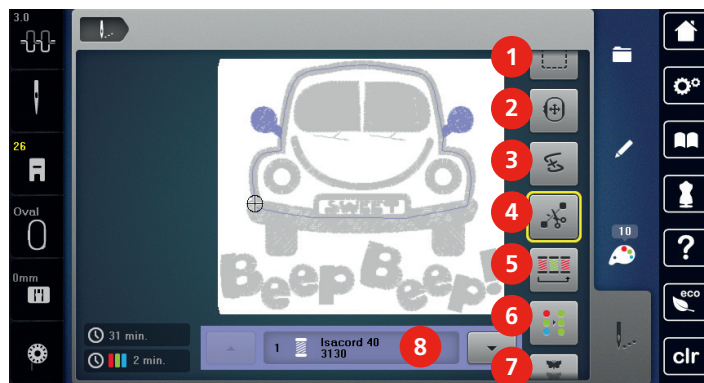 3.0
26
Oval
0mm
1
2
3
4
5
6
7
8
10
?
eco
clr
SWEET
Beep Beep!
31 min.
2 min.
1 Isacord 40
3130